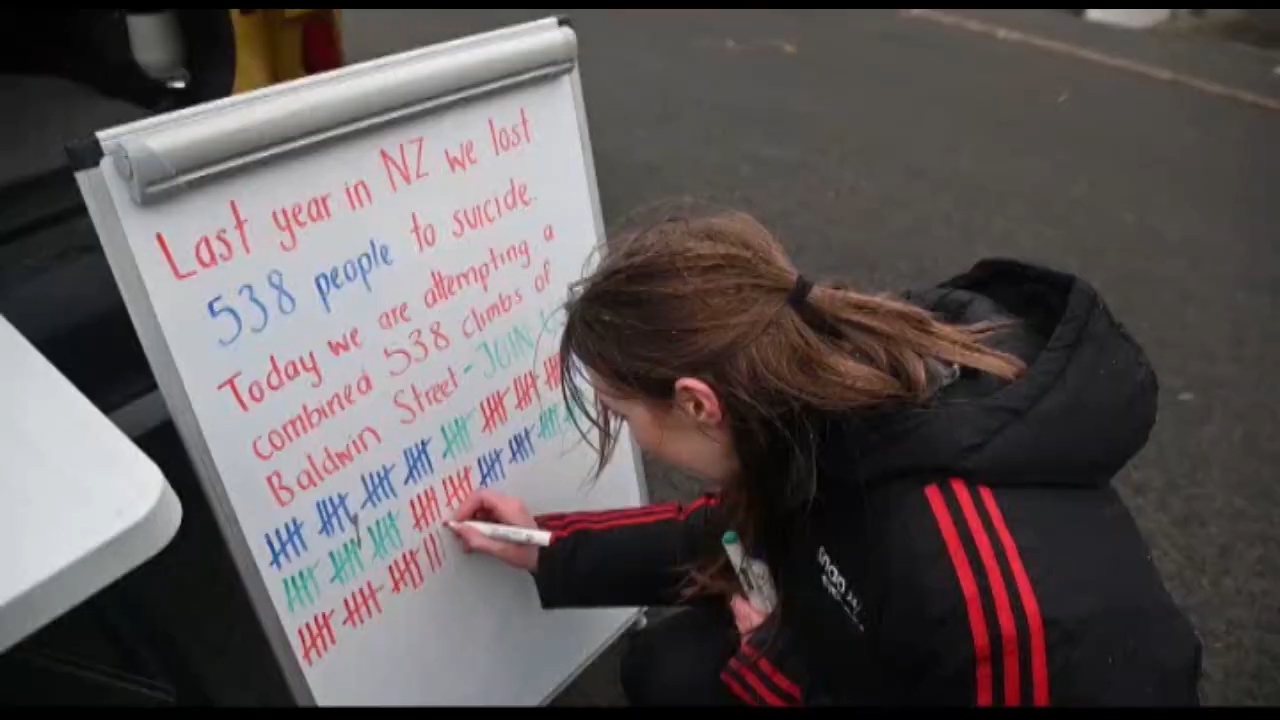 Last year in NZ we lost
538 people to suicide.
Today we are attempting a
combined 538 climbs of
Baldwin Street - JOIN